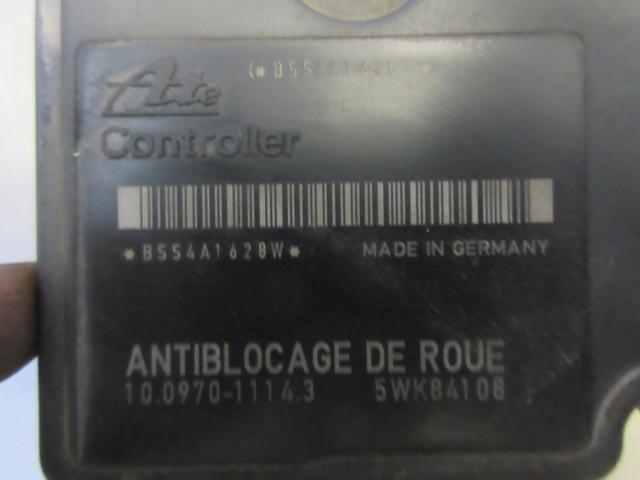 Ate
Controller
*BSS4A1628W*
MADE IN GERMANY
ANTIBLOCAGE DE ROUE
10.0970-1114.3 5WK84108